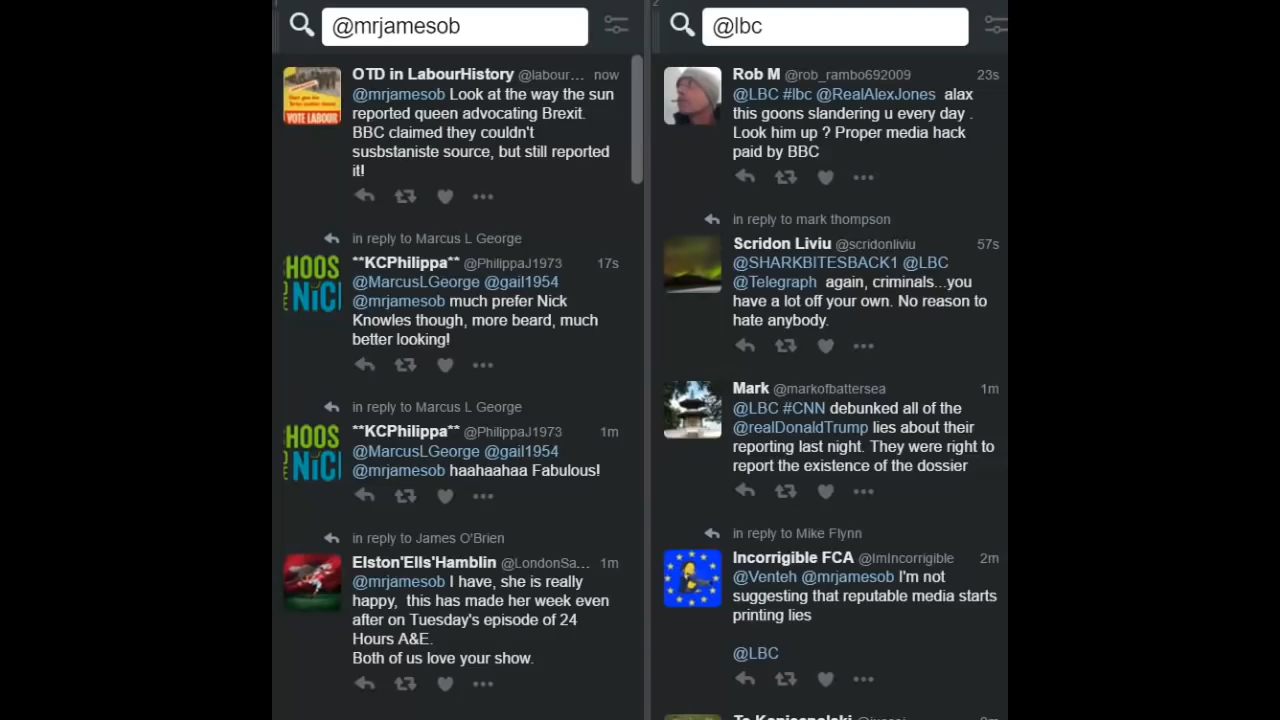 1
@mrjamesob
OTD in LabourHistory @labour... now
@mrjamesob Look at the way the sun
reported queen advocating Brexit.
BBC claimed they couldn't
susbstaniste source, but still reported
it!
VOTE LABOUR
in reply to Marcus L George
**KCPhilippa** @PhilippaJ1973 17s
@MarcusLGeorge @gail1954
@mrjamesob much prefer Nick
Knowles though, more beard, much
better looking!
HOOS
NIC
in reply to Marcus L George
**KCPhilippa** @PhilippaJ1973 1m
@MarcusLGeorge @gail1954
@mrjamesob haahaahaa Fabulous!
HOOS
NIC
in reply to James O'Brien
Elston'Ells'Hamblin @LondonSa... 1m
@mrjamesob I have, she is really
happy, this has made her week even
after on Tuesday's episode of 24
Hours A&E.
Both of us love your show.
2
@lbc
Rob M @rob_rambo692009 23s
@LBC #lbc @RealAlexJones alax
this goons slandering u every day .
Look him up ? Proper media hack
paid by BBC
in reply to mark thompson
Scridon Liviu @scridonliviu 57s
@SHARKBITESBACK1 @LBC
@Telegraph again, criminals...you
have a lot off your own. No reason to
hate anybody.
Mark @markofbattersea 1m
@LBC #CNN debunked all of the
@realDonaldTrump lies about their
reporting last night. They were right to
report the existence of the dossier
in reply to Mike Flynn
Incorrigible FCA @ImIncorrigible 2m
@Venteh @mrjamesob I'm not
suggesting that reputable media starts
printing lies
@LBC